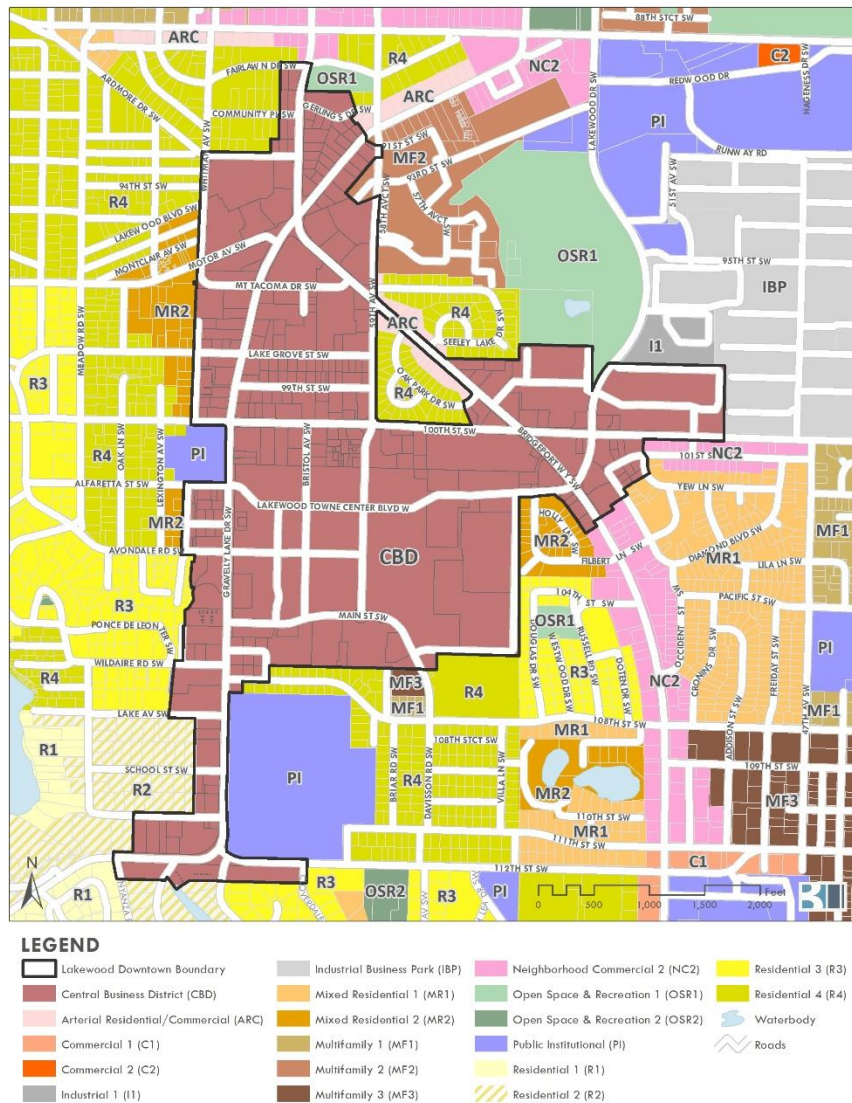 88TH STCT SW
ARC
R4
NC2
C2
FAIRLAWN DR SW
OSR1
ARDMORE DR SW
GERLINGS DR SW
ARC
REDWOOD DR
HAGENESS DR SW
LAKEWOOD DR SW
COMMUNITY PL SW
PI
WHITMAN AV SW
91ST ST SW
MF2
93RD ST SW
RUNWAY RD
51ST AV SW
94TH ST SW
R4
58TH AVCT SW
57TH AVCT SW
LAKEWOOD BLVD SW
MONTCLAIR AV SW
MOTOR AV SW
OSR1
95TH ST SW
IBP
MT TACOMA DR SW
MR2
59TH AV SW
ARC
R4
SEELEY LAKE DR SW
MEADOW RD SW
I1
LAKE GROVE ST SW
R3
OAK PARK DR SW
R4
99TH ST SW
100TH ST SW
BRIDGEPORT WY SW
R4
OAK LN SW
LEXINGTON AV SW
PI
BRISTOL AV SW
101ST S
NC2
ALFARETTA ST SW
YEW LN SW
MR2
LAKEWOOD TOWNE CENTER BLVD W
HOLLY LN SW
MR2
MF1
AVONDALE RD SW
GRAVELLY LAKE DR SW
CBD
FILBERT LN SW
DIAMOND BLVD SW
MR1
LILA LN SW
R3
104TH ST SW
PACIFIC ST SW
PONCE DE LEON TER SW
MAIN ST SW
OSR1
DOUGLAS DR SW
WESTWOOD DR SW
RUSSELL RD SW
R3
DOTEN DR SW
OCCIDENT ST SW
CRONINS DR SW
FREIDAY ST SW
PI
WILDAIRE RD SW
R4
MF3
R4
NC2
MF1
LAKE AV SW
MF1
MR1
108TH ST SW
ADDISON ST SW
47TH AV SW
R1
108TH STCT SW
SCHOOL ST SW
R2
PI
BRIAR RD SW
R4
DAVISSON RD SW
VILLA LN SW
MR2
109TH ST SW
MF3
110TH ST SW
MR1
111TH ST SW
C1
112TH ST SW
N
R1
NYANZA R
R3
OVERDALE
OSR2
R3
AV SW
PI
0 500 1,000 1,500 2,000 Feet
LEGEND
Lakewood Downtown Boundary
Central Business District (CBD)
Arterial Residential/Commercial (ARC)
Commercial 1 (C1)
Commercial 2 (C2)
Industrial 1 (I1)
Industrial Business Park (IBP)
Mixed Residential 1 (MR1)
Mixed Residential 2 (MR2)
Multifamily 1 (MF1)
Multifamily 2 (MF2)
Multifamily 3 (MF3)
Neighborhood Commercial 2 (NC2)
Open Space & Recreation 1 (OSR1)
Open Space & Recreation 2 (OSR2)
Public Institutional (PI)
Residential 1 (R1)
Residential 2 (R2)
Residential 3 (R3)
Residential 4 (R4)
Waterbody
Roads